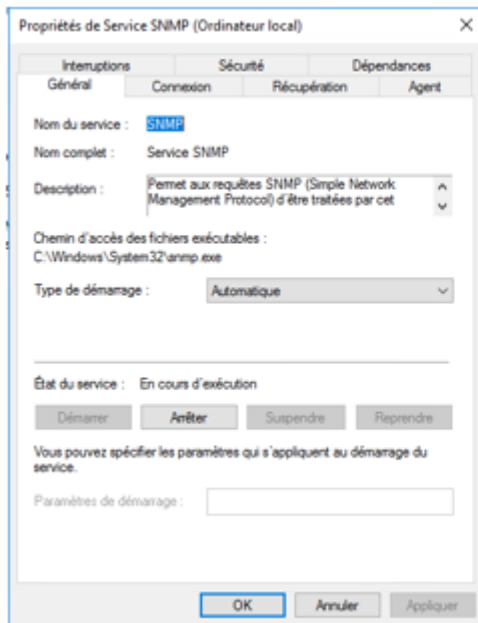 Propriétés de Service SNMP (Ordinateur local)
Interruptions Sécurité Dépendances
Général Connexion Récupération Agent
Nom du service : SNMP
Nom complet : Service SNMP
Description : Permet aux requêtes SNMP (Simple Network
Management Protocol) d'être traitées par cet
Chemin d'accès des fichiers exécutables :
C:\Windows\System32\snmp.exe
Type de démarrage : Automatique
État du service : En cours d'exécution
Démarrer Arrêter Suspendre Reprendre
Vous pouvez spécifier les paramètres qui s'appliquent au démarrage du
service.
Paramètres de démarrage :
OK Annuler Appliquer